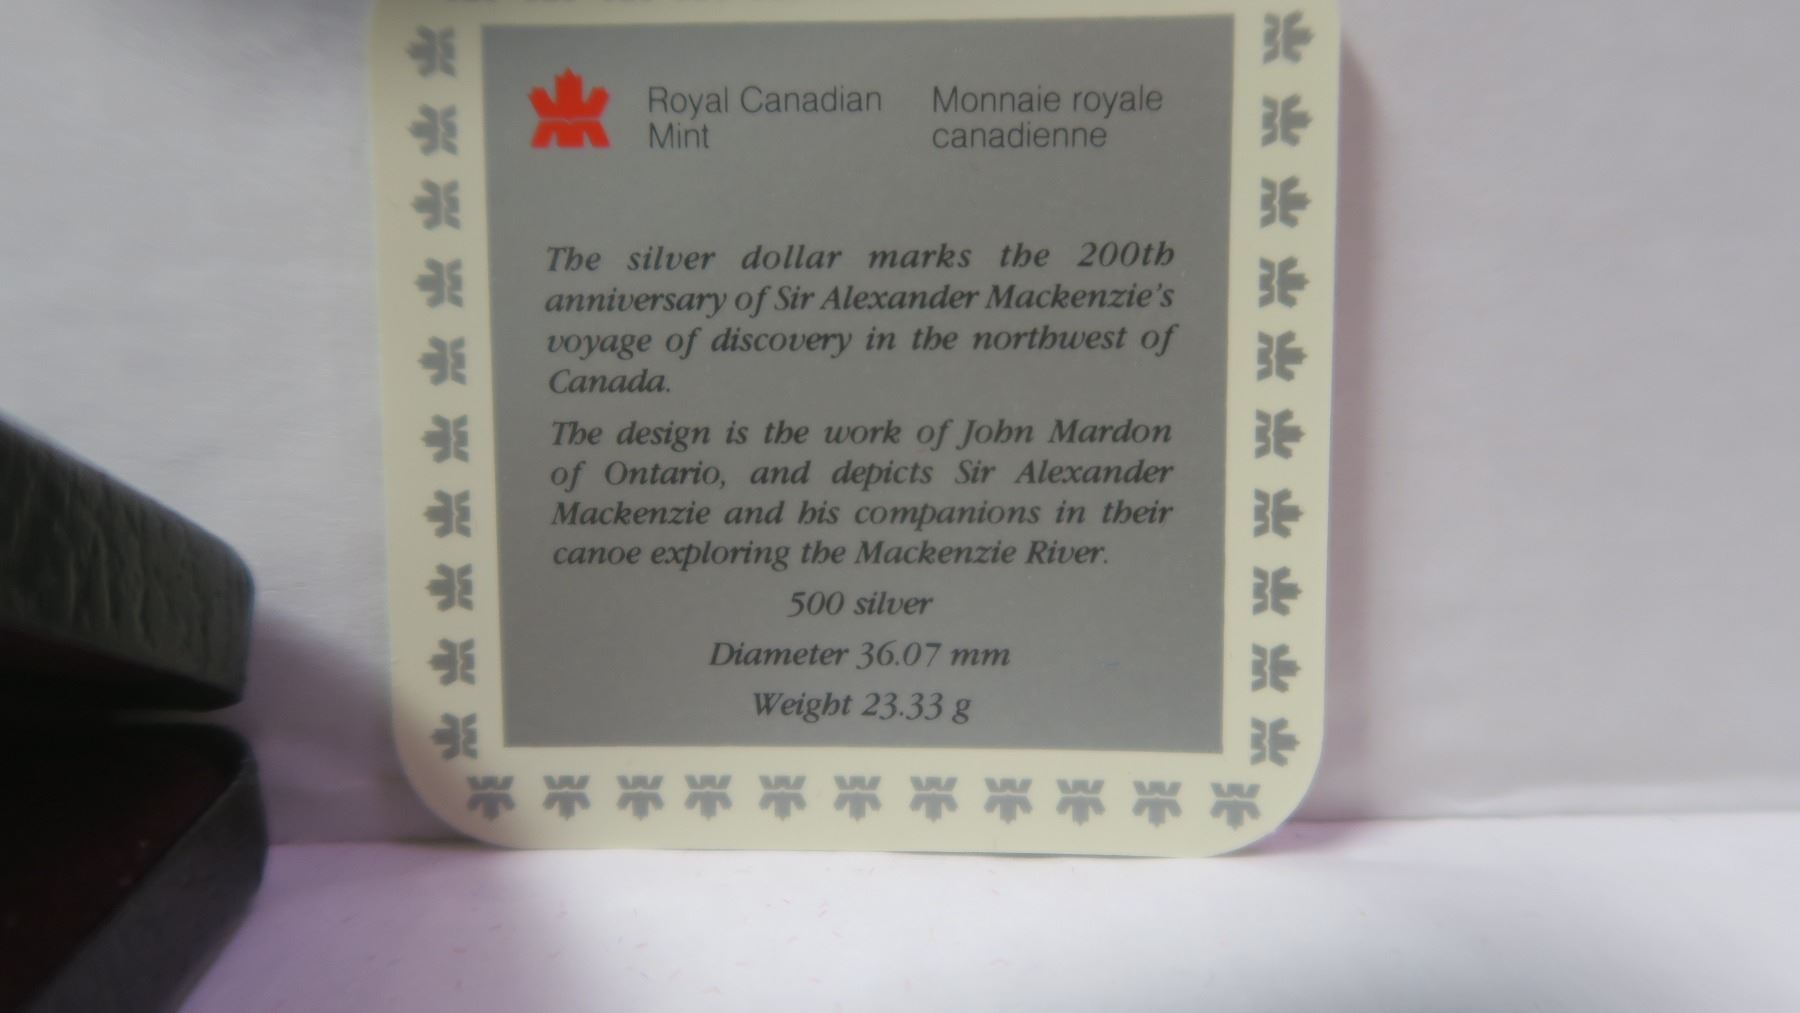 Royal Canadian Mint
Monnaie royale canadienne
The silver dollar marks the 200th
anniversary of Sir Alexander Mackenzie's
voyage of discovery in the northwest of
Canada.
The design is the work of John Mardon
of Ontario, and depicts Sir Alexander
Mackenzie and his companions in their
canoe exploring the Mackenzie River.
500 silver
Diameter 36.07 mm
Weight 23.33 g